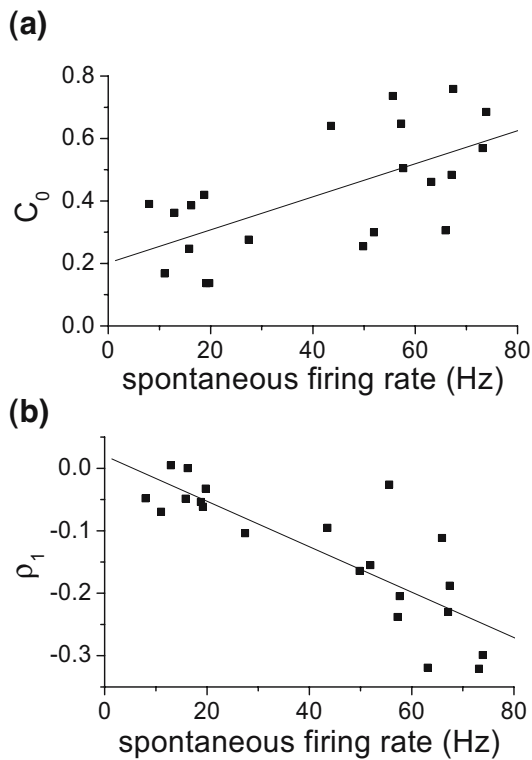 (a)
0.8
0.6
C₀
0.4
0.2
0.0
0 20 40 60 80
spontaneous firing rate (Hz)
(b)
0.0
-0.1
ρ₁
-0.2
-0.3
0 20 40 60 80
spontaneous firing rate (Hz)